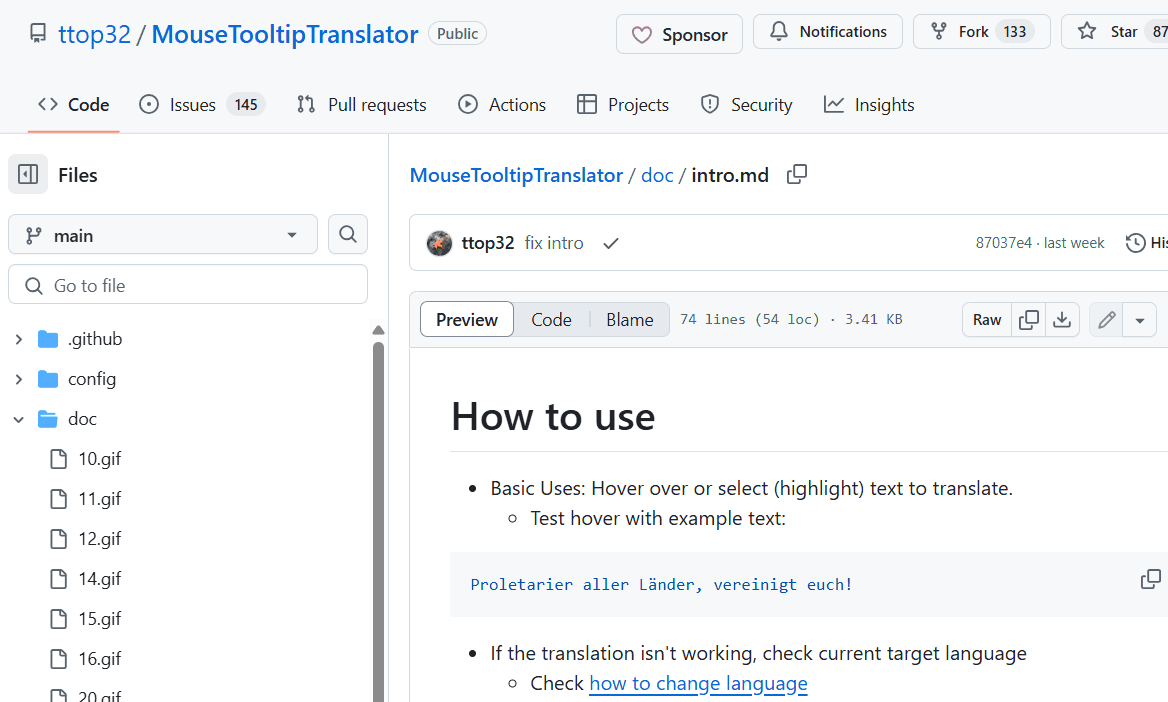 ttop32 / MouseTooltipTranslator Public
Sponsor
Notifications
Fork 133
Star 87
Code
Issues 145
Pull requests
Actions
Projects
Security
Insights
Files
main
Go to file
.github
config
doc
10.gif
11.gif
12.gif
14.gif
15.gif
16.gif
20.gif
MouseTooltipTranslator / doc / intro.md
ttop32 fix intro
87037e4 · last week
His
Preview
Code
Blame
74 lines (54 loc) · 3.41 KB
Raw
How to use
Basic Uses: Hover over or select (highlight) text to translate.
Test hover with example text:
Proletarier aller Länder, vereinigt euch!
If the translation isn't working, check current target language
Check how to change language